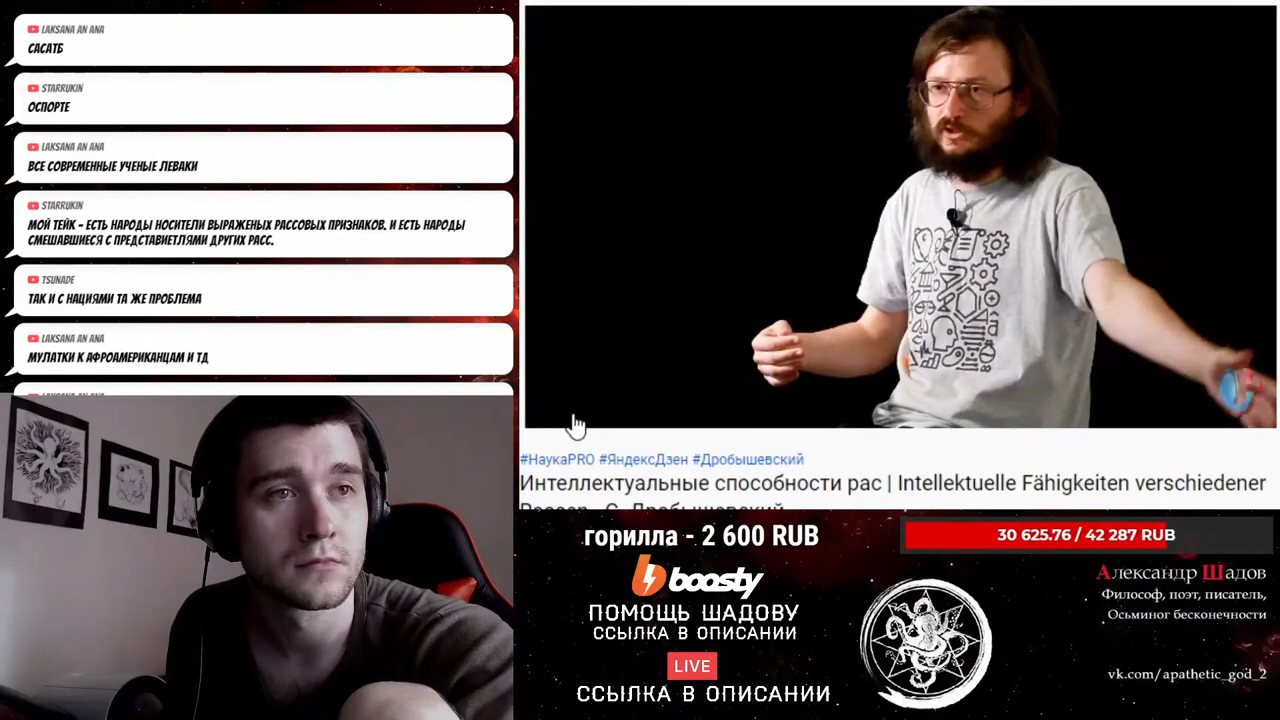 LAKSANA AN ANA
САСАТБ
STARRUKIN
ОСПОРТЕ
LAKSANA AN ANA
ВСЕ СОВРЕМЕННЫЕ УЧЕНЫЕ ЛЕВАКИ
STARRUKIN
МОЙ ТЕЙК - ЕСТЬ НАРОДЫ НОСИТЕЛИ ВЫРАЖЕНЫХ РАССОВЫХ ПРИЗНАКОВ. И ЕСТЬ НАРОДЫ
СМЕШАВШИЕСЯ С ПРЕДСТАВИЕТЛЯМИ ДРУГИХ РАСС.
TSUNADE
ТАК И С НАЦИЯМИ ТА ЖЕ ПРОБЛЕМА
LAKSANA AN ANA
МУЛАТКИ К АФРОАМЕРИКАНЦАМ И ТД
#НаукаPRO #ЯндексДзен #Дробышевский
Интеллектуальные способности рас | Intellektuelle Fähigkeiten verschiedener
горилла - 2 600 RUB
boosty
ПОМОЩЬ ШАДОВУ
ССЫЛКА В ОПИСАНИИ
LIVE
ССЫЛКА В ОПИСАНИИ
30 625.76 / 42 287 RUB
Александр Шадов
Философ, поэт, писатель,
Осьминог бесконечности
vk.com/apathetic_god_2